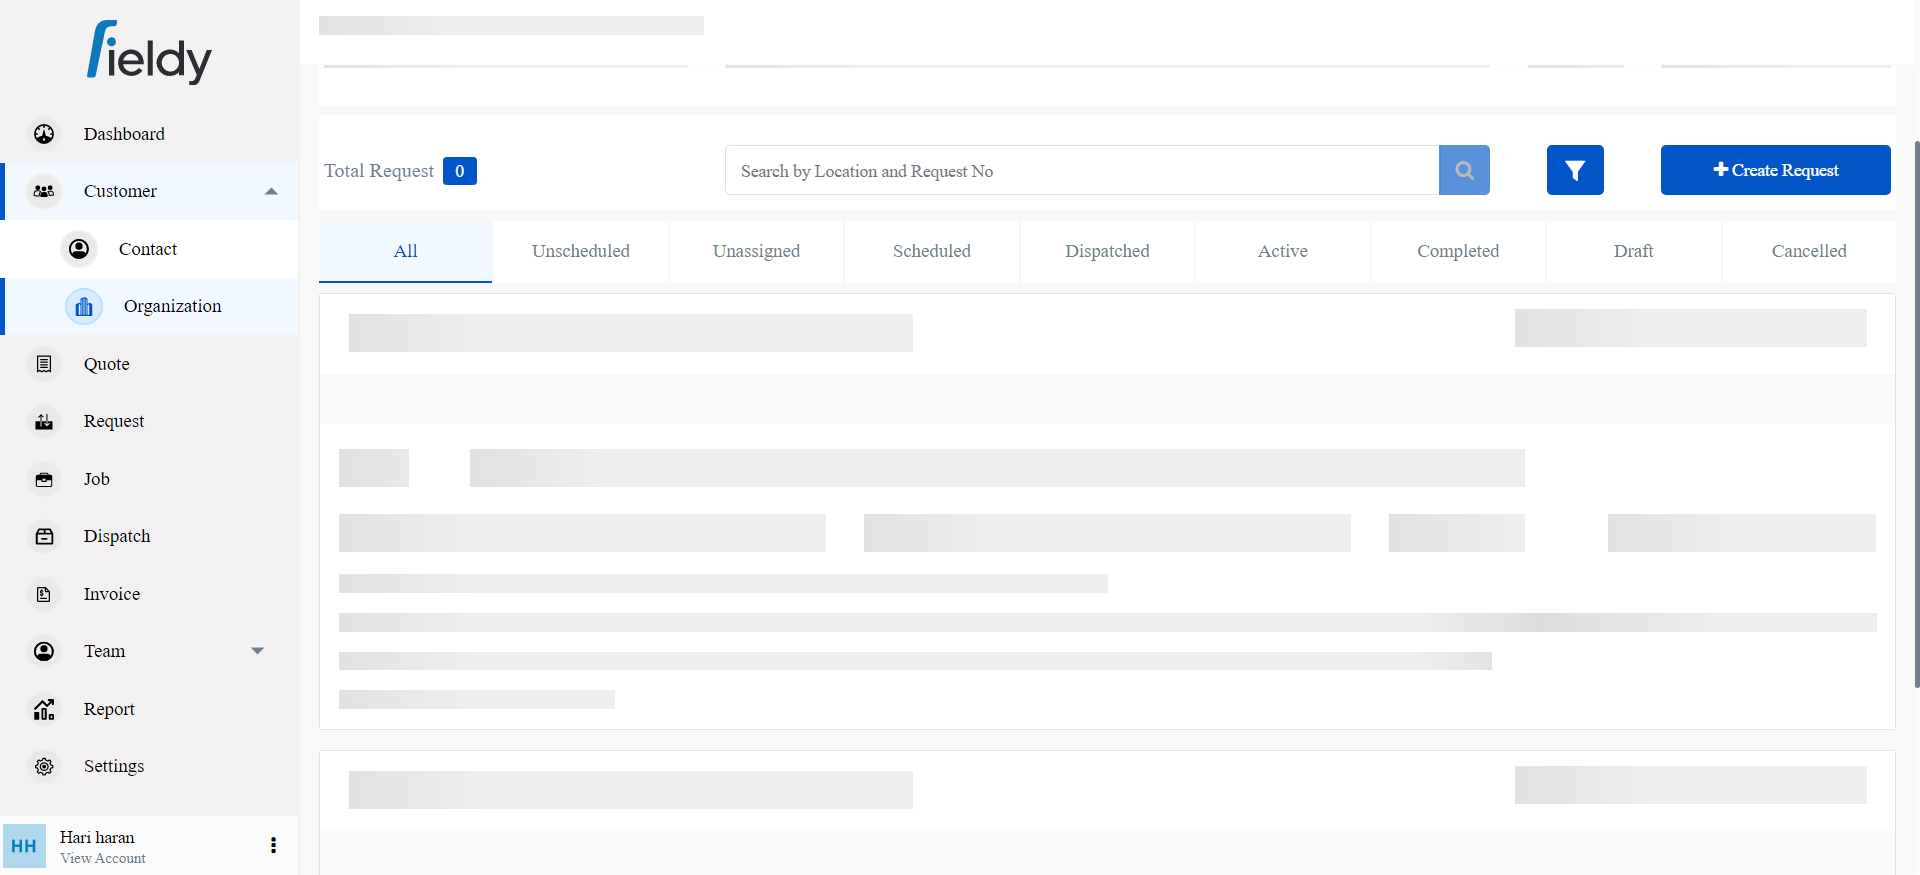 fieldy
Dashboard
Customer
Contact
Organization
Quote
Request
Job
Dispatch
Invoice
Team
Report
Settings
HH
Hari haran
View Account
Total Request 0
Search by Location and Request No
Create Request
All Unscheduled Unassigned Scheduled Dispatched Active Completed Draft Cancelled